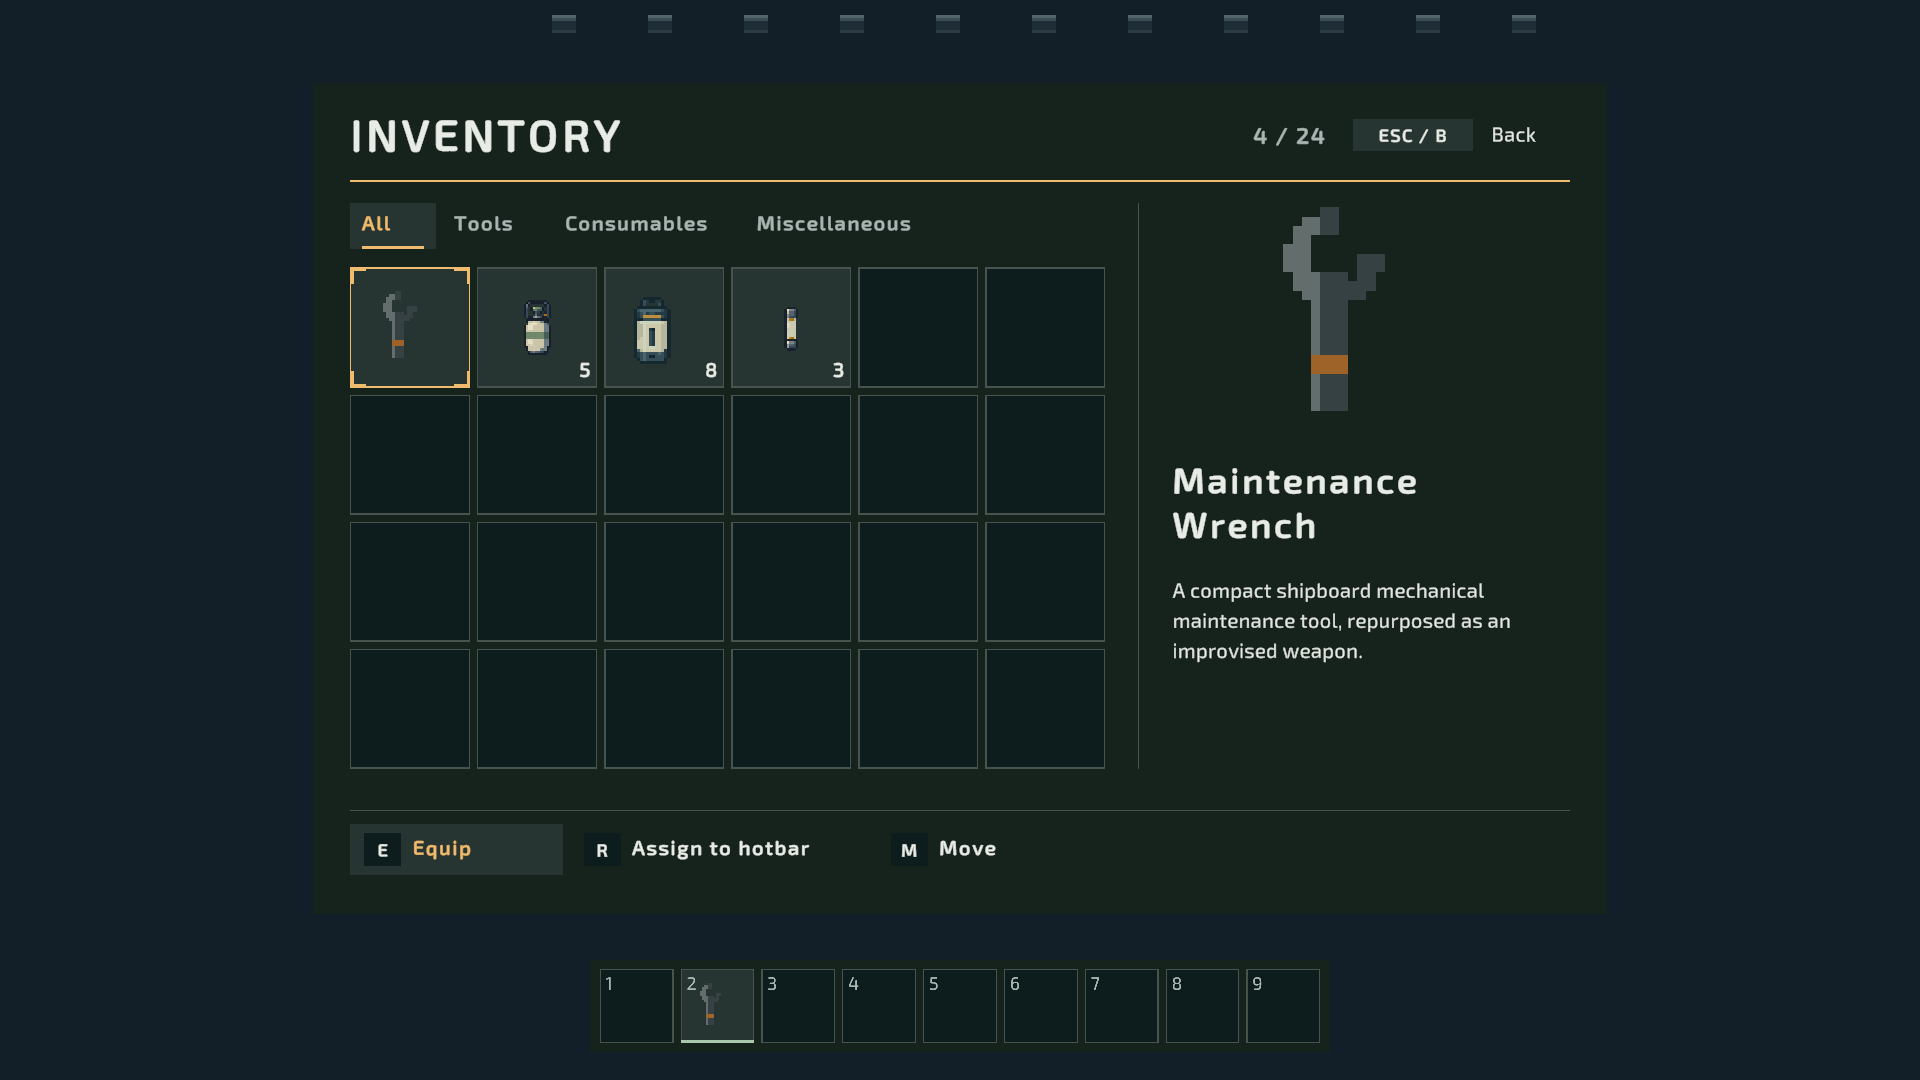 INVENTORY
4 / 24
ESC / B
Back
All
Tools
Consumables
Miscellaneous
5
8
3
Maintenance
Wrench
A compact shipboard mechanical
maintenance tool, repurposed as an
improvised weapon.
E
Equip
R
Assign to hotbar
M
Move
1
2
3
4
5
6
7
8
9